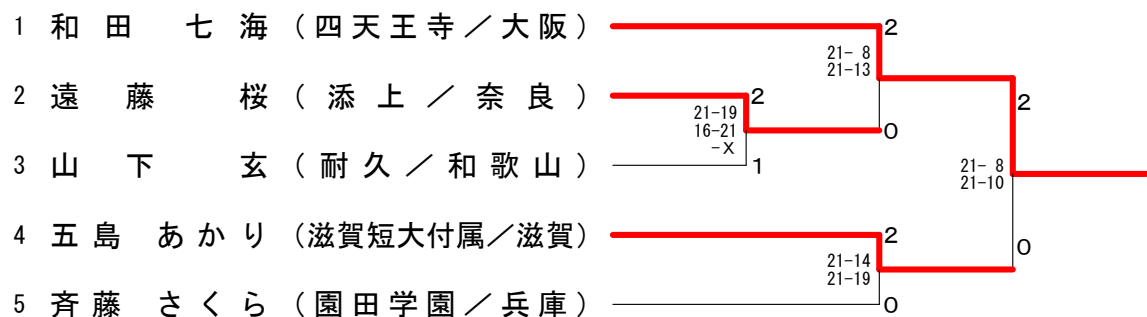 1 和田 七海 (四天王寺／大阪) 2
21- 8
21-13
2 遠藤 桜 (添上／奈良) 2
2
21-19
16-21
-X
0
3 山下 玄 (耐久／和歌山) 1
21- 8
21-10
4 五島 あかり (滋賀短大付属／滋賀) 2
0
21-14
21-19
5 斉藤 さくら (園田学園／兵庫) 0